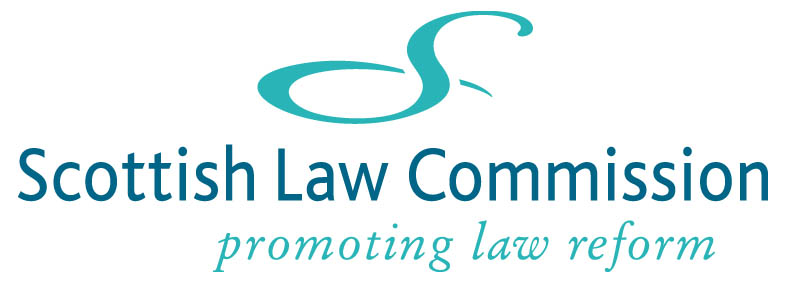 Scottish Law Commission
promoting law reform